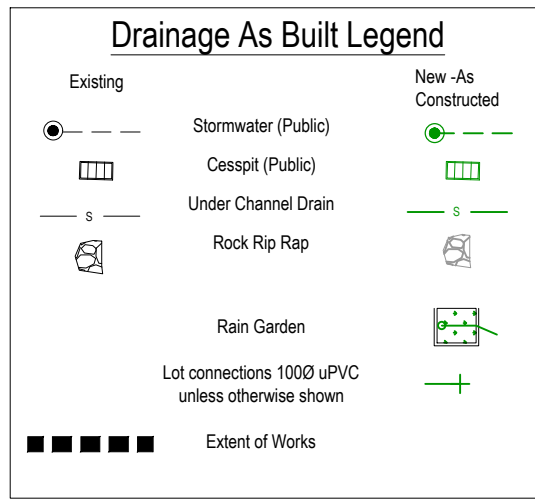 Drainage As Built Legend
Existing
New -As
Constructed
Stormwater (Public)
Cesspit (Public)
S
Under Channel Drain
S
Rock Rip Rap
Rain Garden
Lot connections 100Ø uPVC
unless otherwise shown
Extent of Works